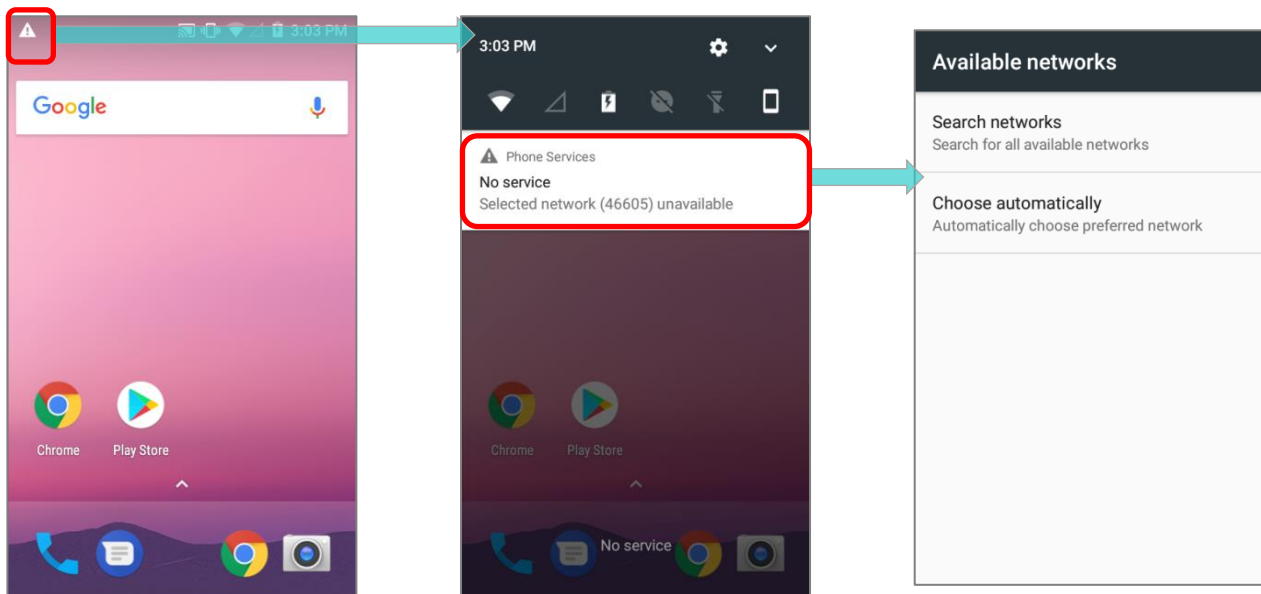 3:03 PM
Google
Chrome
Play Store
3:03 PM
Phone Services
No service
Selected network (46605) unavailable
Chrome
Play Store
No service
Available networks
Search networks
Search for all available networks
Choose automatically
Automatically choose preferred network